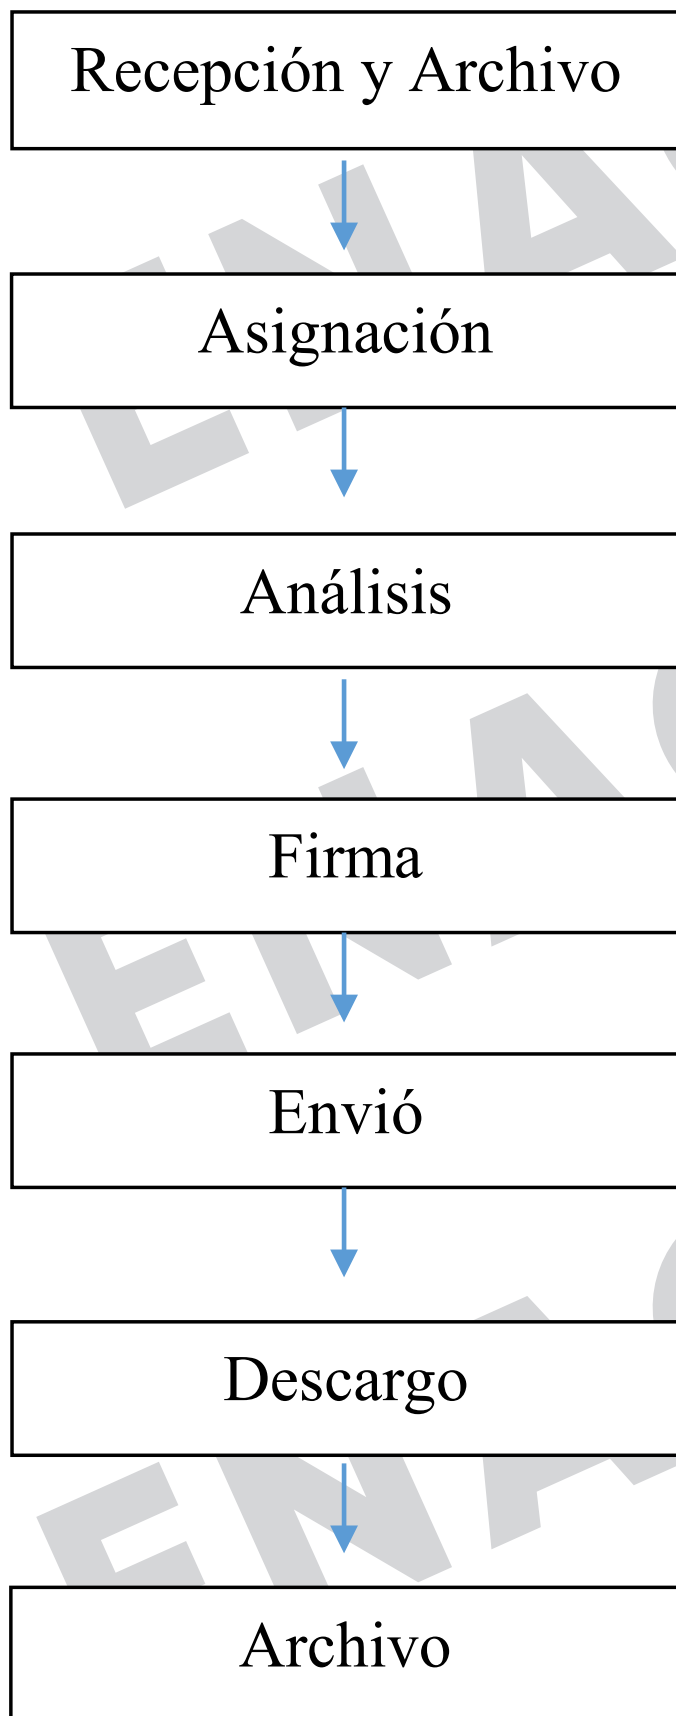 Recepción y Archivo
Asignación
Análisis
Firma
Envió
Descargo
Archivo